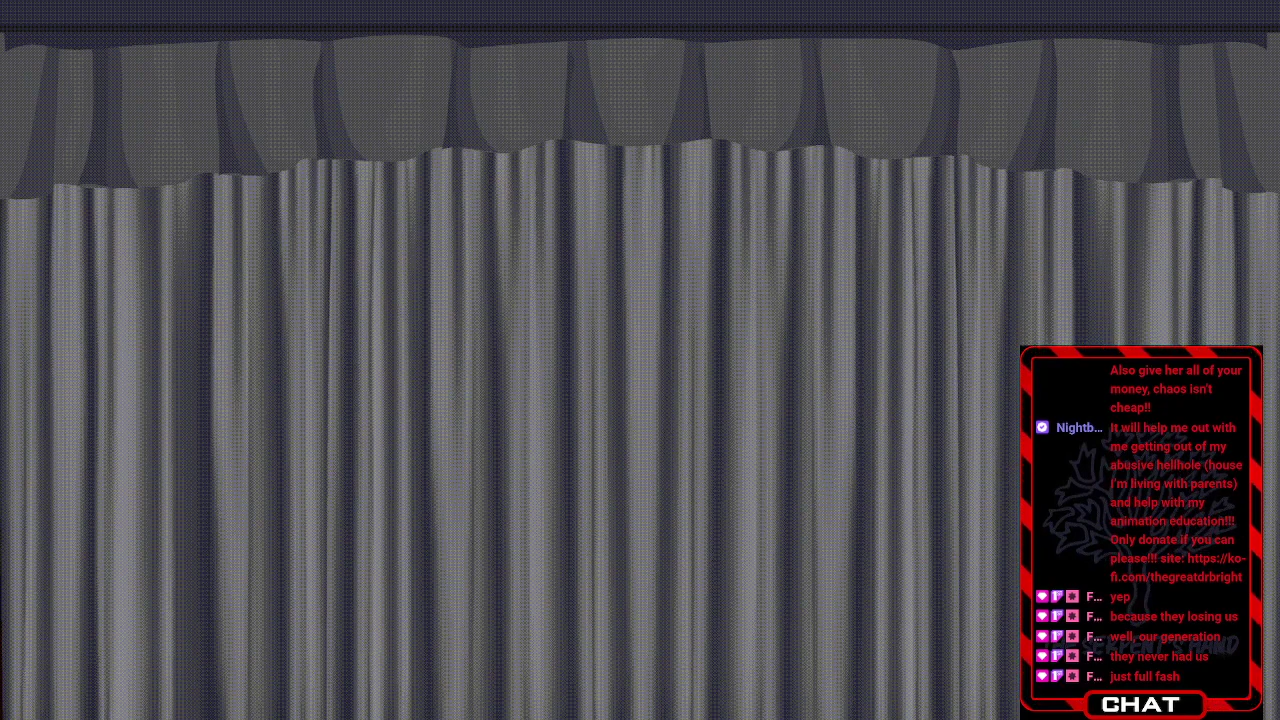 Also give her all of your
money, chaos isn't
cheap!!
Nightb... It will help me out with
me getting out of my
abusive hellhole (house
I'm living with parents)
and help with my
animation education!!!
Only donate if you can
please!!! site: https://ko-
fi.com/thegreatdrbright
F... yep
F... because they losing us
F... well, our generation
THE SERPENT'S HAND
F... they never had us
F... just full fash
CHAT